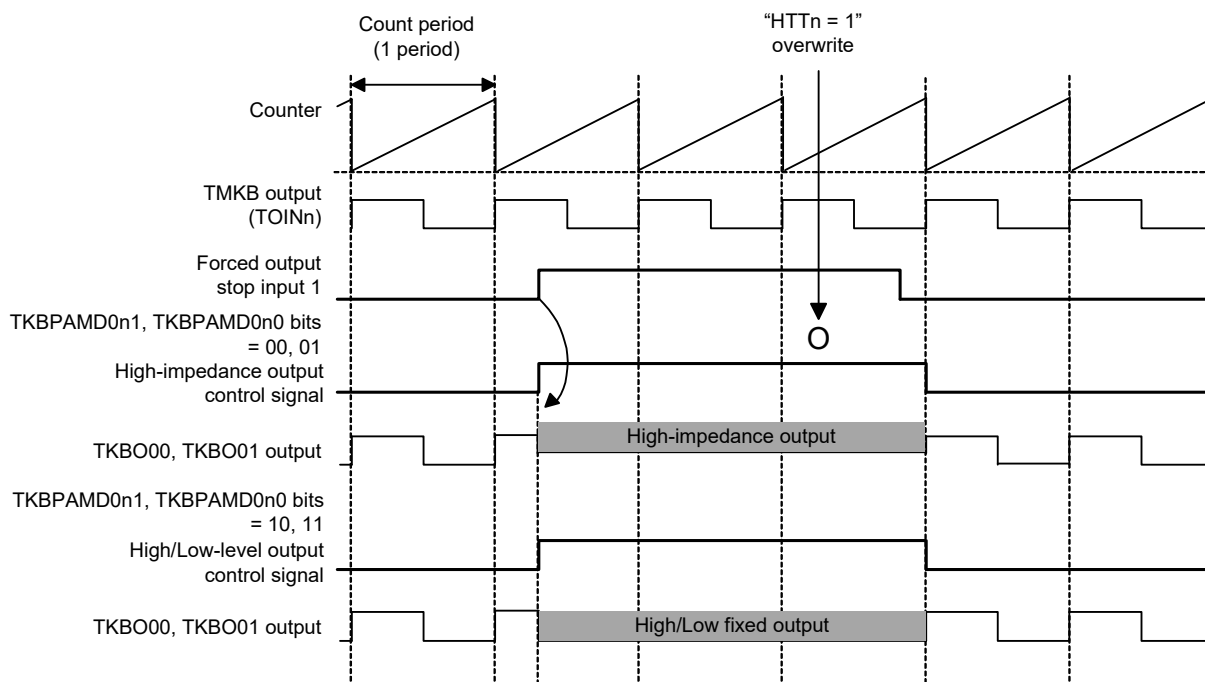 Count period
(1 period)
“HTTn = 1”
overwrite
Counter
TMKB output
(TOINn)
Forced output
stop input 1
TKBPAMD0n1, TKBPAMD0n0 bits
= 00, 01
O
High-impedance output
control signal
High-impedance output
TKBO00, TKBO01 output
TKBPAMD0n1, TKBPAMD0n0 bits
= 10, 11
High/Low-level output
control signal
TKBO00, TKBO01 output
High/Low fixed output